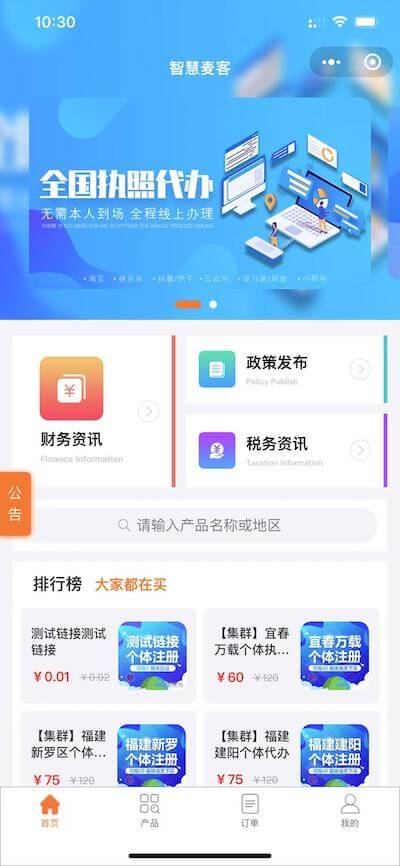 10:30
智慧麦客
全国执照代办
无需本人到场 全程线上办理
THERE IS NO NEED FOR ME TO ATTEND THE WHOLE PROCESS ONLINE
·淘宝 ·拼多多 ·抖音/快手 ·公众号 ·亚马逊/虾皮 ·小程序
财务资讯
Finance Information
政策发布
Policy Publish
税务资讯
Taxation Information
公告
请输入产品名称或地区
排行榜 大家都在买
测试链接测试
链接
¥0.01 ¥0.02
测试链接
个体注册
【集群】宜春
万载个体执...
¥60 ¥120
宜春万载
个体注册
【集群】福建
新罗区个体...
¥75 ¥120
福建新罗
个体注册
【集群】福建
建阳个体代办
¥75 ¥120
福建建阳
个体注册
首页 产品 订单 我的